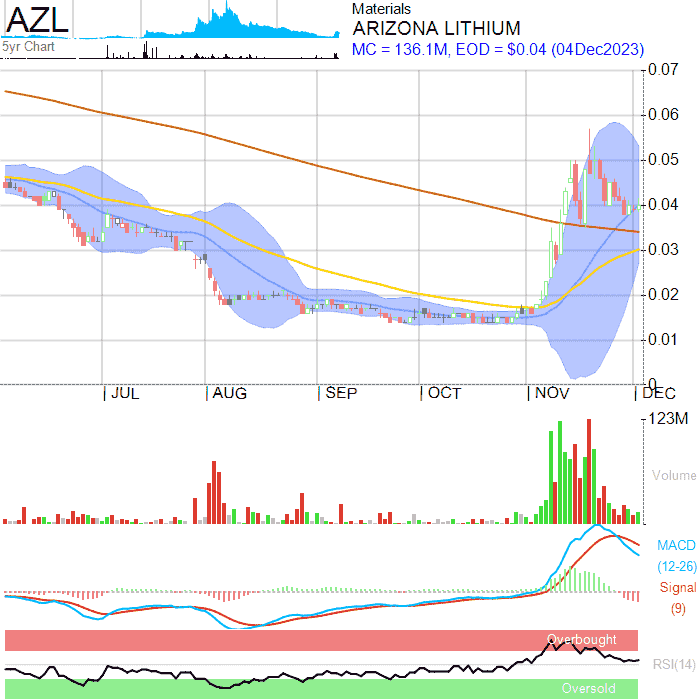 AZL
5yr Chart
Materials
ARIZONA LITHIUM
MC = 136.1M, EOD = $0.04 (04Dec2023)
0.07
0.06
0.05
0.04
0.03
0.02
0.01
0
JUL AUG SEP OCT NOV DEC
123M
Volume
MACD
(12-26)
Signal
(9)
Overbought
RSI(14)
Oversold